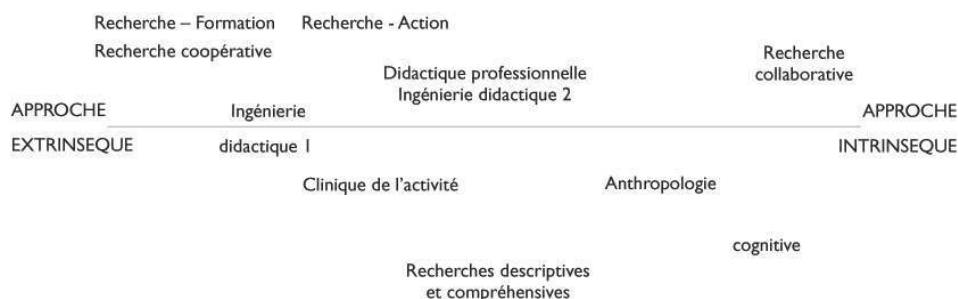 Recherche – Formation Recherche - Action
Recherche coopérative
Recherche
collaborative
Didactique professionnelle
Ingénierie didactique 2
APPROCHE Ingénierie APPROCHE
EXTRINSEQUE didactique 1 INTRINSEQUE
Clinique de l'activité Anthropologie
cognitive
Recherches descriptives
et compréhensives